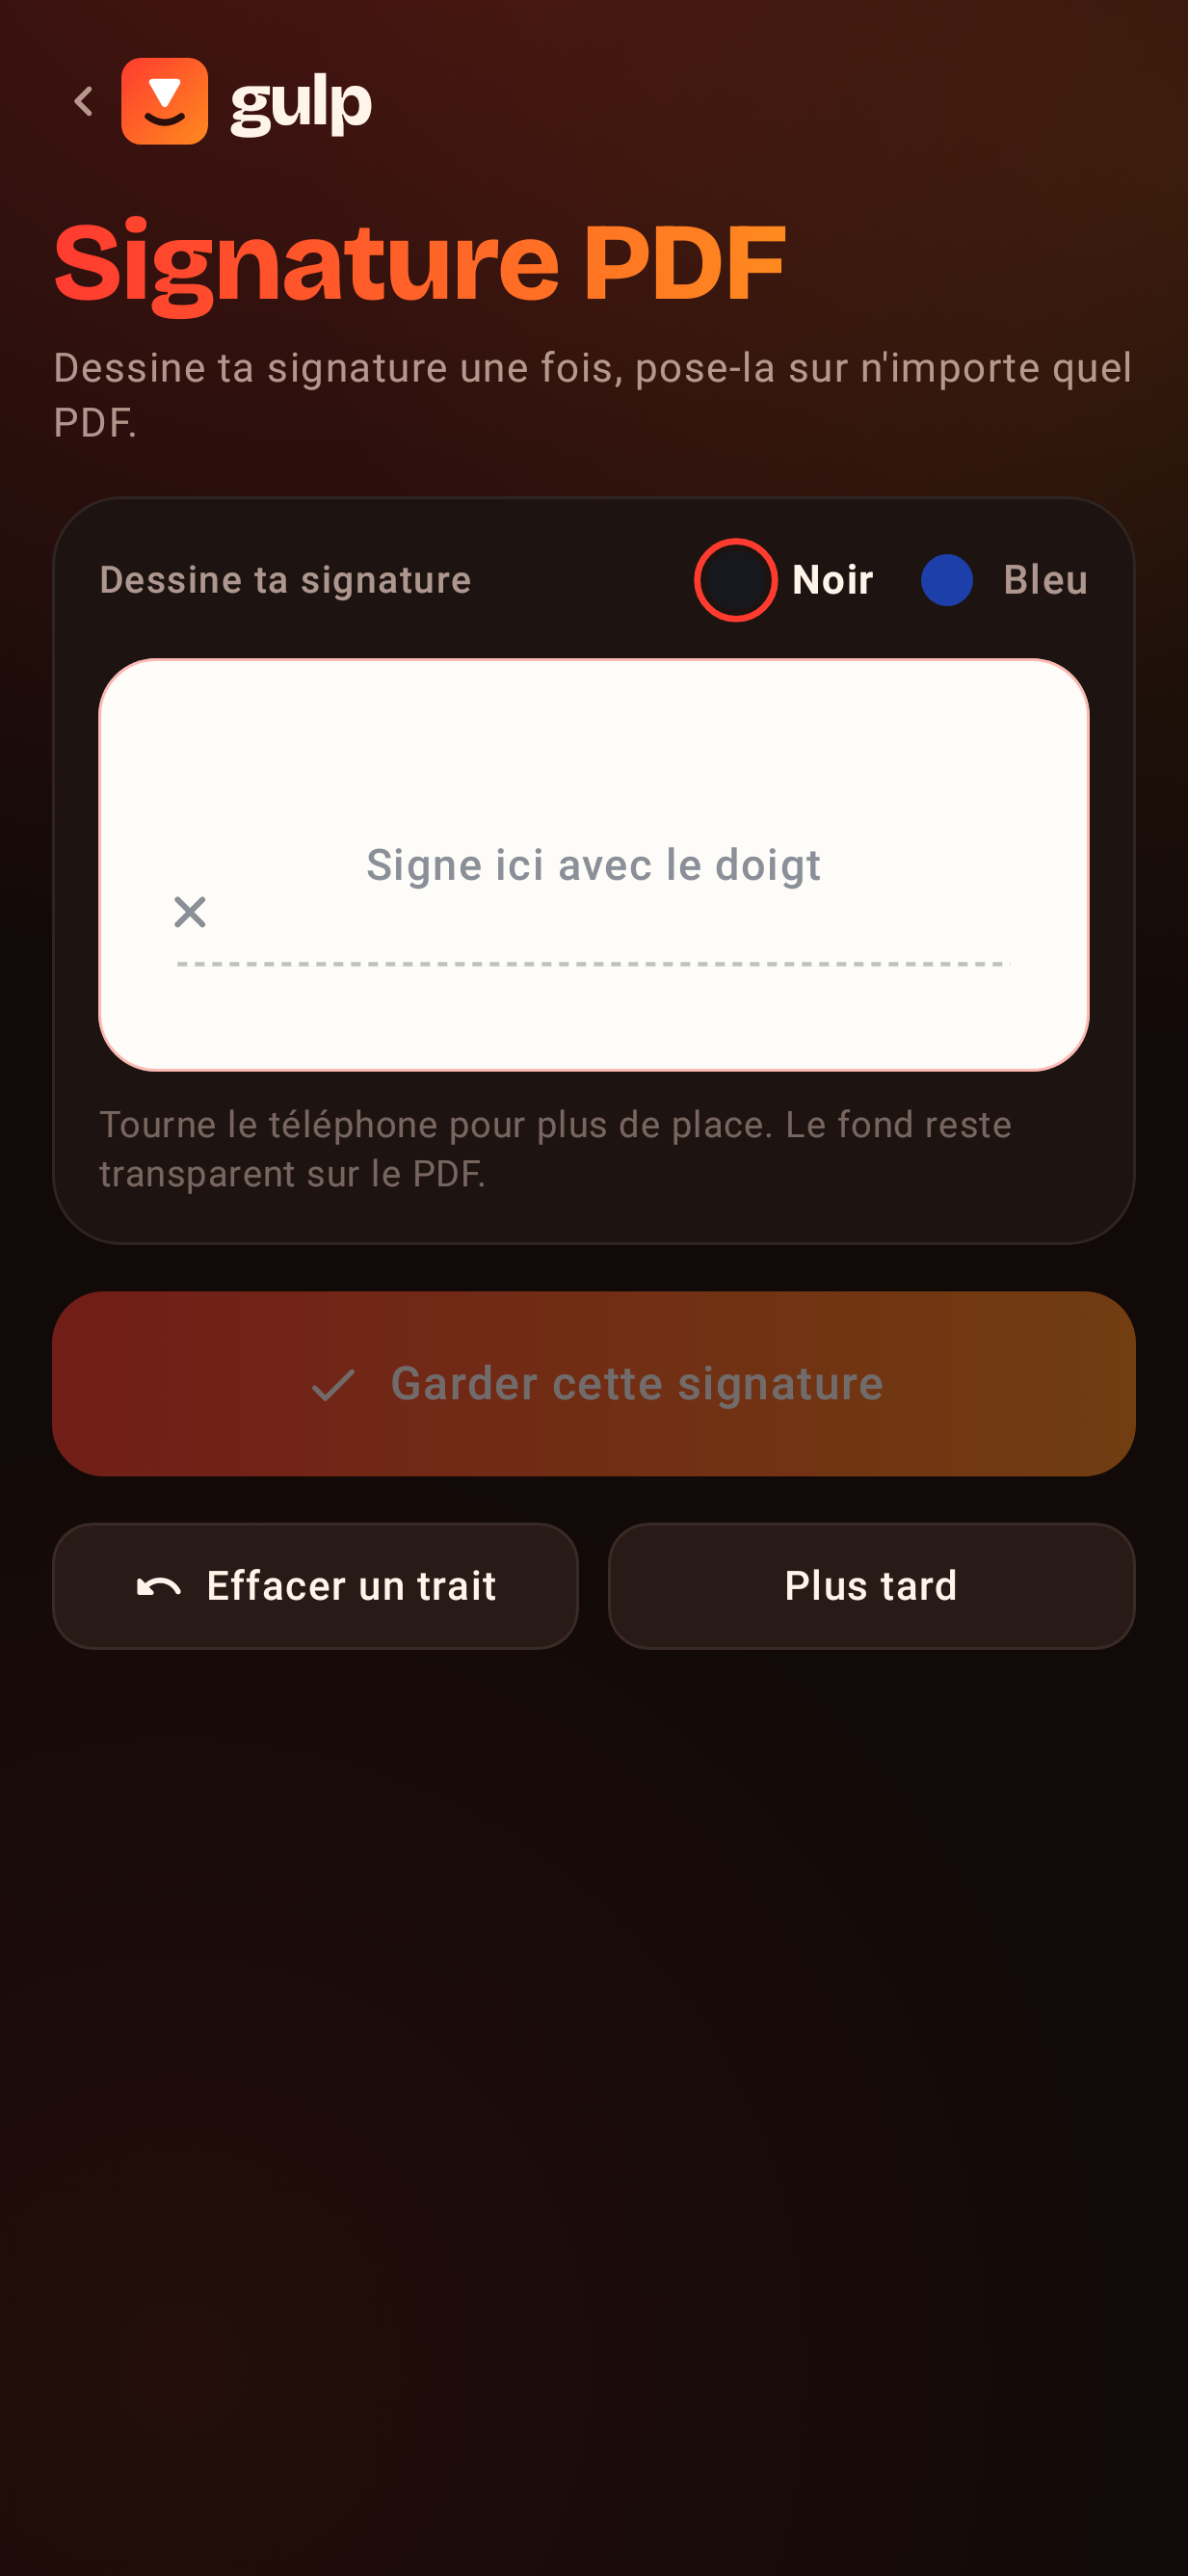 gulp
Signature PDF
Dessine ta signature une fois, pose-la sur n'importe quel
PDF.
Dessine ta signature
Noir
Bleu
Signe ici avec le doigt
Tourne le téléphone pour plus de place. Le fond reste
transparent sur le PDF.
Garder cette signature
Effacer un trait
Plus tard